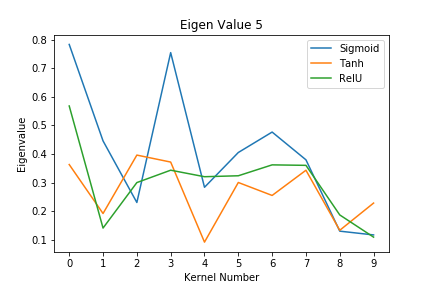 Eigen Value 5
Sigmoid
Tanh
RelU
Eigenvalue
0.8
0.7
0.6
0.5
0.4
0.3
0.2
0.1
0 1 2 3 4 5 6 7 8 9
Kernel Number